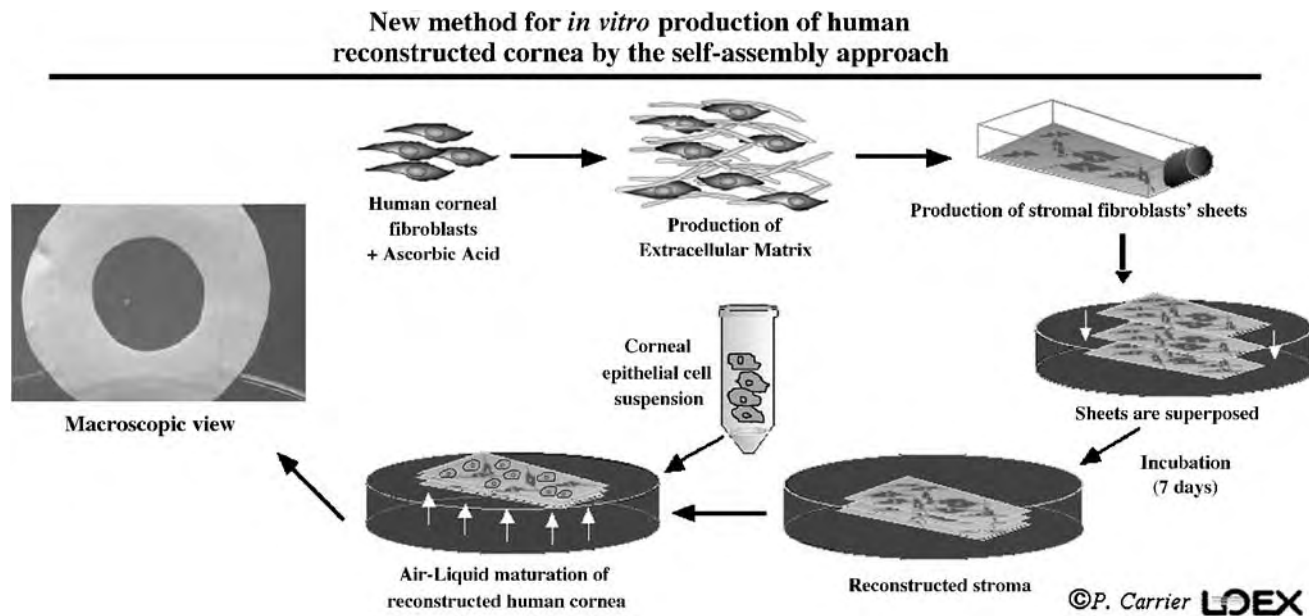 New method for in vitro production of human
reconstructed cornea by the self-assembly approach
Human corneal
fibroblasts
+ Ascorbic Acid
Production of
Extracellular Matrix
Production of stromal fibroblasts' sheets
Sheets are superposed
Incubation
(7 days)
Reconstructed stroma
Corneal
epithelial cell
suspension
Air-Liquid maturation of
reconstructed human cornea
Macroscopic view
©P. Carrier LOEX